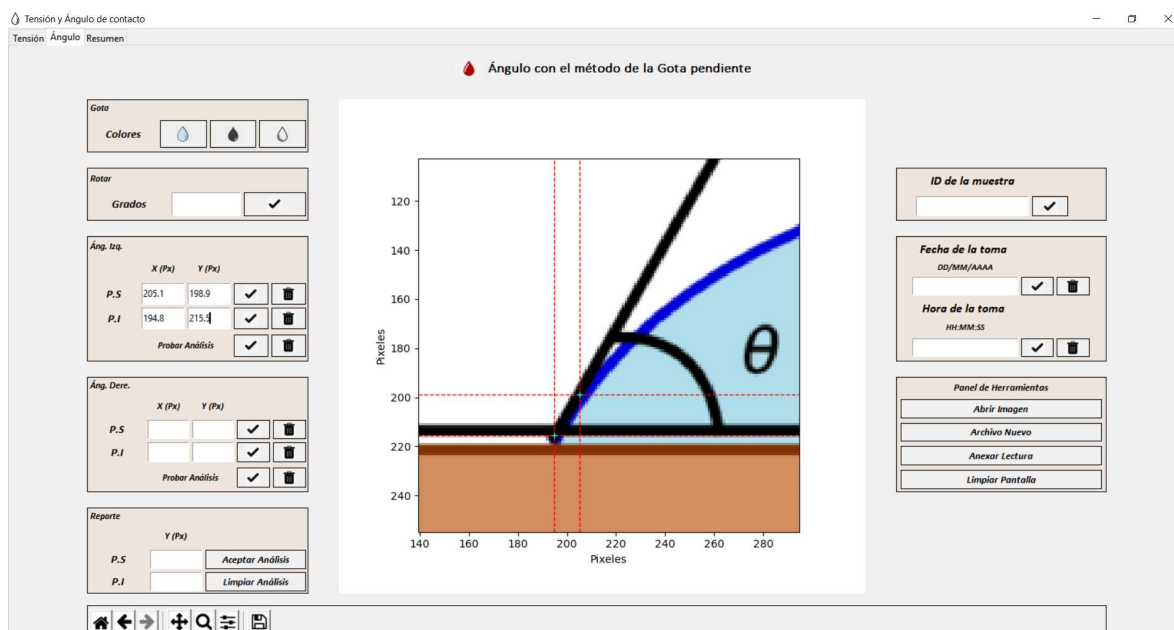 Tensión y Ángulo de contacto
Tensión Ángulo Resumen
Ángulo con el método de la Gota pendiente
Gota
Colores
Rotar
Grados
Áng. Izq.
X (Px) Y (Px)
P.S 205.1 198.9
P.I 194.8 215.5
Probar Análisis
Áng. Dere.
X (Px) Y (Px)
P.S
P.I
Probar Análisis
Reporte
Y (Px)
P.S Aceptar Análisis
P.I Limpiar Análisis
120
140
160
180
200
220
240
Pixeles
θ
140 160 180 200 220 240 260 280
Pixeles
ID de la muestra
Fecha de la toma
DD/MM/AAAA
Hora de la toma
HH:MM:SS
Panel de Herramientas
Abrir Imagen
Archivo Nuevo
Anexar Lectura
Limpiar Pantalla